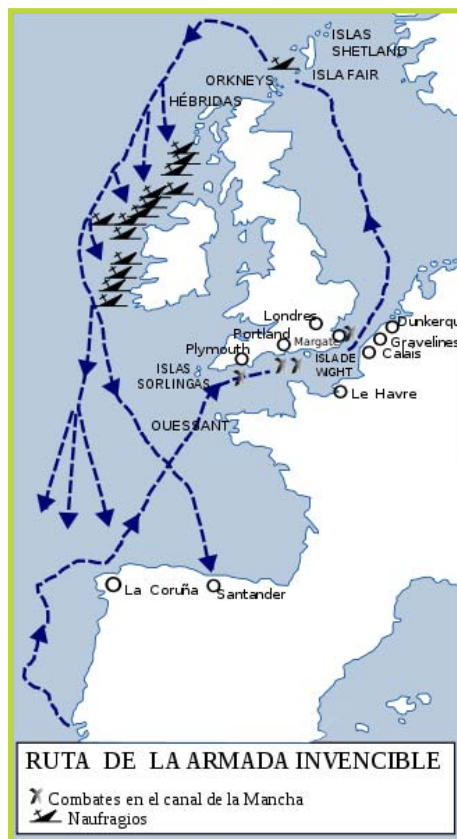 ISLAS
SHETLAND
ORKNEYS
ISLA FAIR
HÉBRIDAS
Londres
Portland
Margate
Dunkerqu
Gravelines
Plymouth
ISLA DE
WIGHT
Calais
ISLAS
SORLINGAS
Le Havre
OUESSANT
La Coruña
Santander
RUTA DE LA ARMADA INVENCIBLE
Combates en el canal de la Mancha
Naufragios